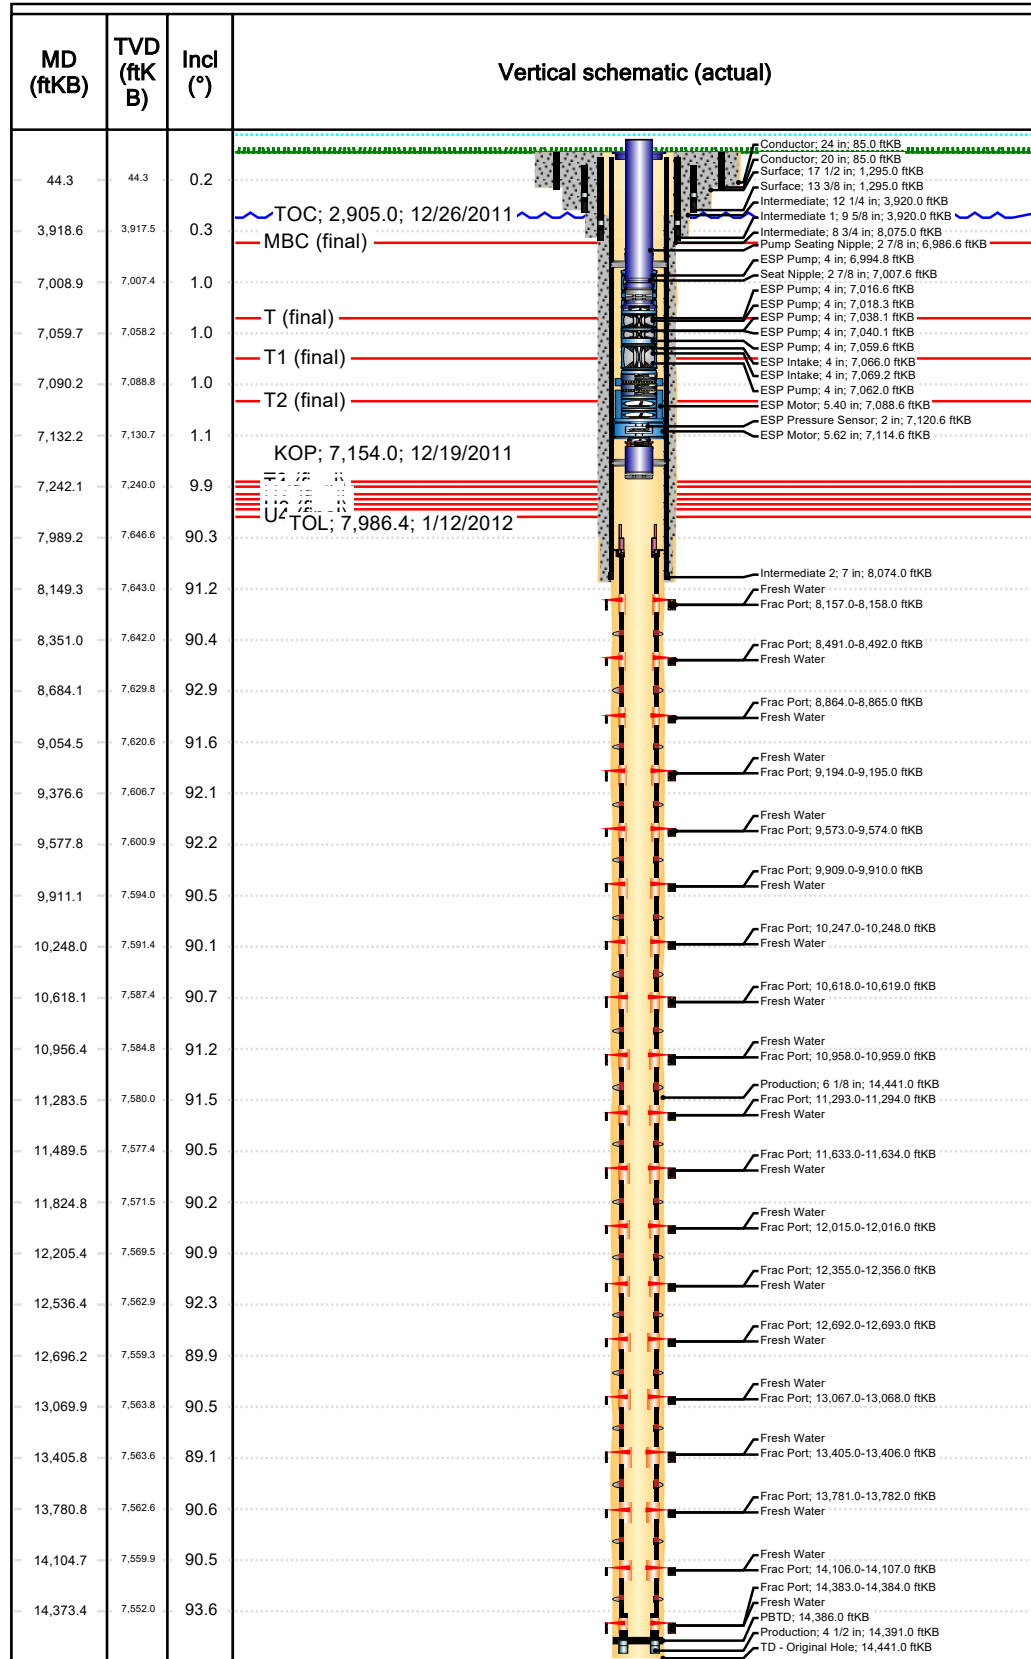 MD (ftKB)
TVD (ftKB)
Incl (°)
Vertical schematic (actual)
44.3 44.3 0.2
3,918.6 3,917.5 0.3
7,008.9 7,007.4 1.0
7,059.7 7,058.2 1.0
7,090.2 7,088.8 1.0
7,132.2 7,130.7 1.1
7,242.1 7,240.0 9.9
7,989.2 7,646.6 90.3
8,149.3 7,643.0 91.2
8,351.0 7,642.0 90.4
8,684.1 7,629.8 92.9
9,054.5 7,620.6 91.6
9,376.6 7,606.7 92.1
9,577.8 7,600.9 92.2
9,911.1 7,594.0 90.5
10,248.0 7,591.4 90.1
10,618.1 7,587.4 90.7
10,956.4 7,584.8 91.2
11,283.5 7,580.0 91.5
11,489.5 7,577.4 90.5
11,824.8 7,571.5 90.2
12,205.4 7,569.5 90.9
12,536.4 7,562.9 92.3
12,696.2 7,559.3 89.9
13,069.9 7,563.8 90.5
13,405.8 7,563.6 89.1
13,780.8 7,562.6 90.6
14,104.7 7,559.9 90.5
14,373.4 7,552.0 93.6
TOC; 2,905.0; 12/26/2011
MBC (final)
T (final)
T1 (final)
T2 (final)
KOP; 7,154.0; 12/19/2011
TOL; 7,986.4; 1/12/2012
Conductor; 24 in; 85.0 ftKB
Conductor; 20 in; 85.0 ftKB
Surface; 17 1/2 in; 1,295.0 ftKB
Surface; 13 3/8 in; 1,295.0 ftKB
Intermediate; 12 1/4 in; 3,920.0 ftKB
Intermediate 1; 9 5/8 in; 3,920.0 ftKB
Intermediate; 8 3/4 in; 8,075.0 ftKB
Pump Seating Nipple; 2 7/8 in; 6,986.6 ftKB
ESP Pump; 4 in; 6,994.8 ftKB
Seat Nipple; 2 7/8 in; 7,007.6 ftKB
ESP Pump; 4 in; 7,016.6 ftKB
ESP Pump; 4 in; 7,018.3 ftKB
ESP Pump; 4 in; 7,038.1 ftKB
ESP Pump; 4 in; 7,040.1 ftKB
ESP Pump; 4 in; 7,059.6 ftKB
ESP Intake; 4 in; 7,066.0 ftKB
ESP Intake; 4 in; 7,069.2 ftKB
ESP Pump; 4 in; 7,062.0 ftKB
ESP Motor; 5.40 in; 7,088.6 ftKB
ESP Pressure Sensor; 2 in; 7,120.6 ftKB
ESP Motor; 5.62 in; 7,114.6 ftKB
Intermediate 2; 7 in; 8,074.0 ftKB
Fresh Water
Frac Port; 8,157.0-8,158.0 ftKB
Frac Port; 8,491.0-8,492.0 ftKB
Fresh Water
Frac Port; 8,864.0-8,865.0 ftKB
Fresh Water
Fresh Water
Frac Port; 9,194.0-9,195.0 ftKB
Fresh Water
Frac Port; 9,573.0-9,574.0 ftKB
Frac Port; 9,909.0-9,910.0 ftKB
Fresh Water
Frac Port; 10,247.0-10,248.0 ftKB
Fresh Water
Frac Port; 10,618.0-10,619.0 ftKB
Fresh Water
Fresh Water
Frac Port; 10,958.0-10,959.0 ftKB
Production; 6 1/8 in; 14,441.0 ftKB
Frac Port; 11,293.0-11,294.0 ftKB
Fresh Water
Frac Port; 11,633.0-11,634.0 ftKB
Fresh Water
Fresh Water
Frac Port; 12,015.0-12,016.0 ftKB
Frac Port; 12,355.0-12,356.0 ftKB
Fresh Water
Frac Port; 12,692.0-12,693.0 ftKB
Fresh Water
Fresh Water
Frac Port; 13,067.0-13,068.0 ftKB
Fresh Water
Frac Port; 13,405.0-13,406.0 ftKB
Frac Port; 13,781.0-13,782.0 ftKB
Fresh Water
Fresh Water
Frac Port; 14,106.0-14,107.0 ftKB
Frac Port; 14,383.0-14,384.0 ftKB
Fresh Water
PBTD; 14,386.0 ftKB
Production; 4 1/2 in; 14,391.0 ftKB
TD - Original Hole; 14,441.0 ftKB